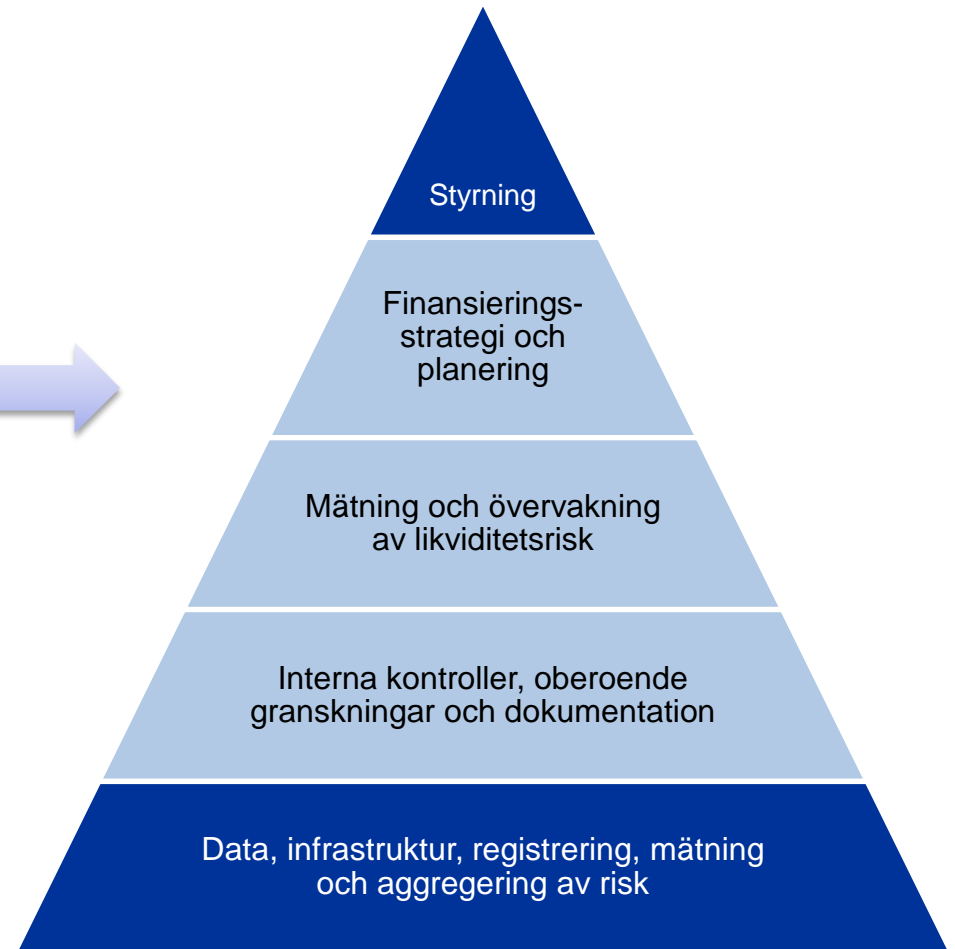 Styrning
Finansierings-
strategi och
planering
Mätning och övervakning
av likviditetsrisk
Interna kontroller, oberoende
granskningar och dokumentation
Data, infrastruktur, registrering, mätning
och aggregering av risk